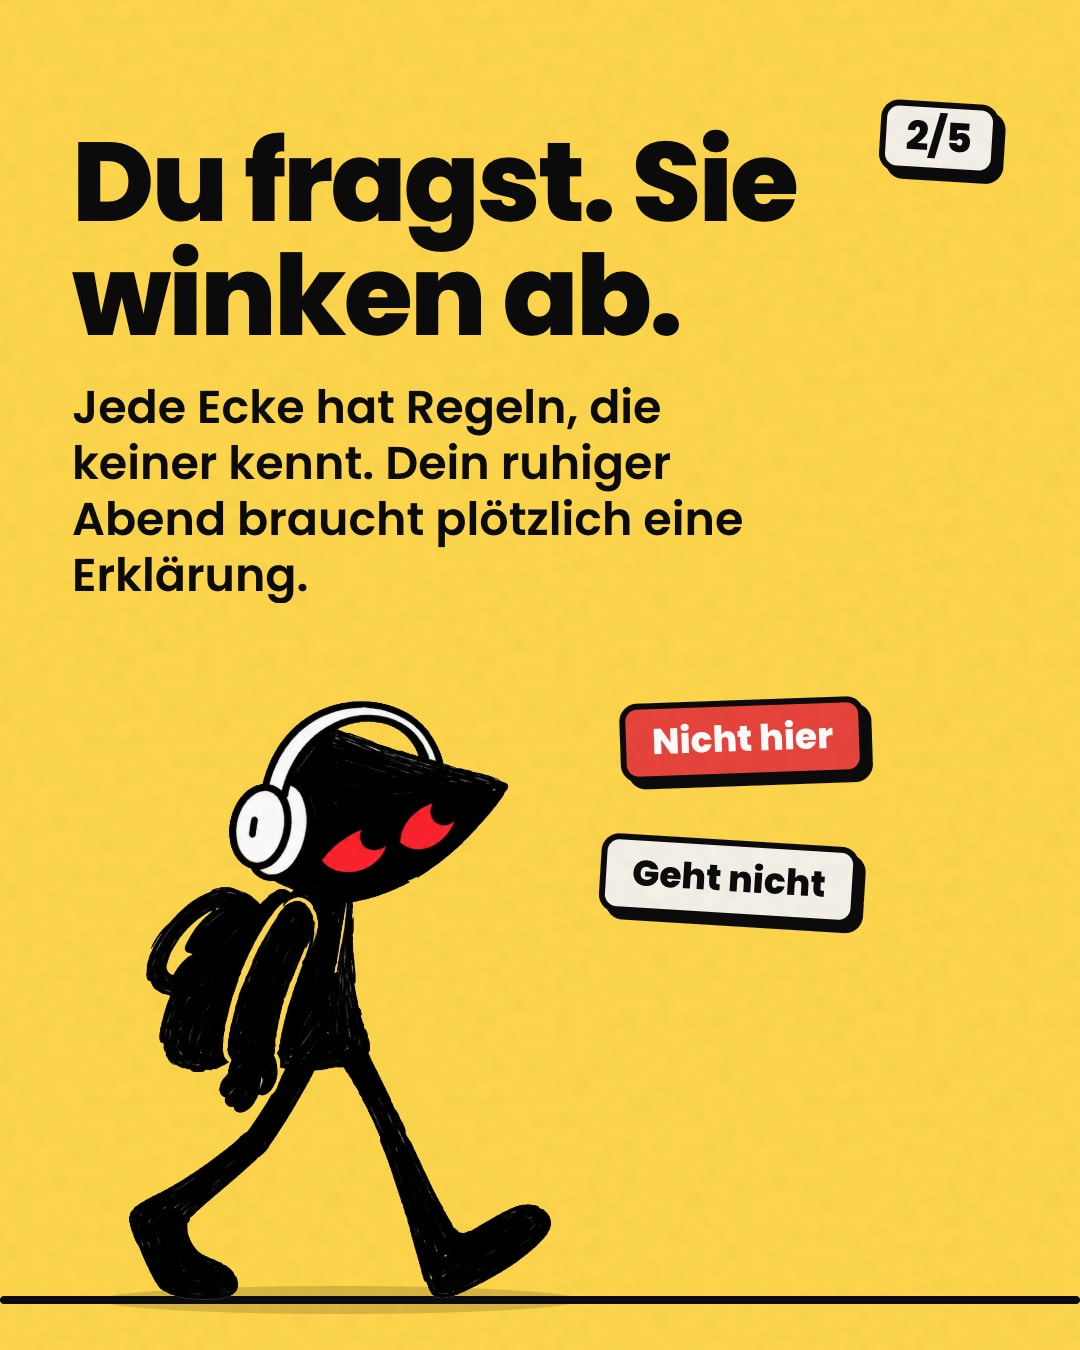 2/5
Du fragst. Sie
winken ab.
Jede Ecke hat Regeln, die
keiner kennt. Dein ruhiger
Abend braucht plötzlich eine
Erklärung.
Nicht hier
Geht nicht